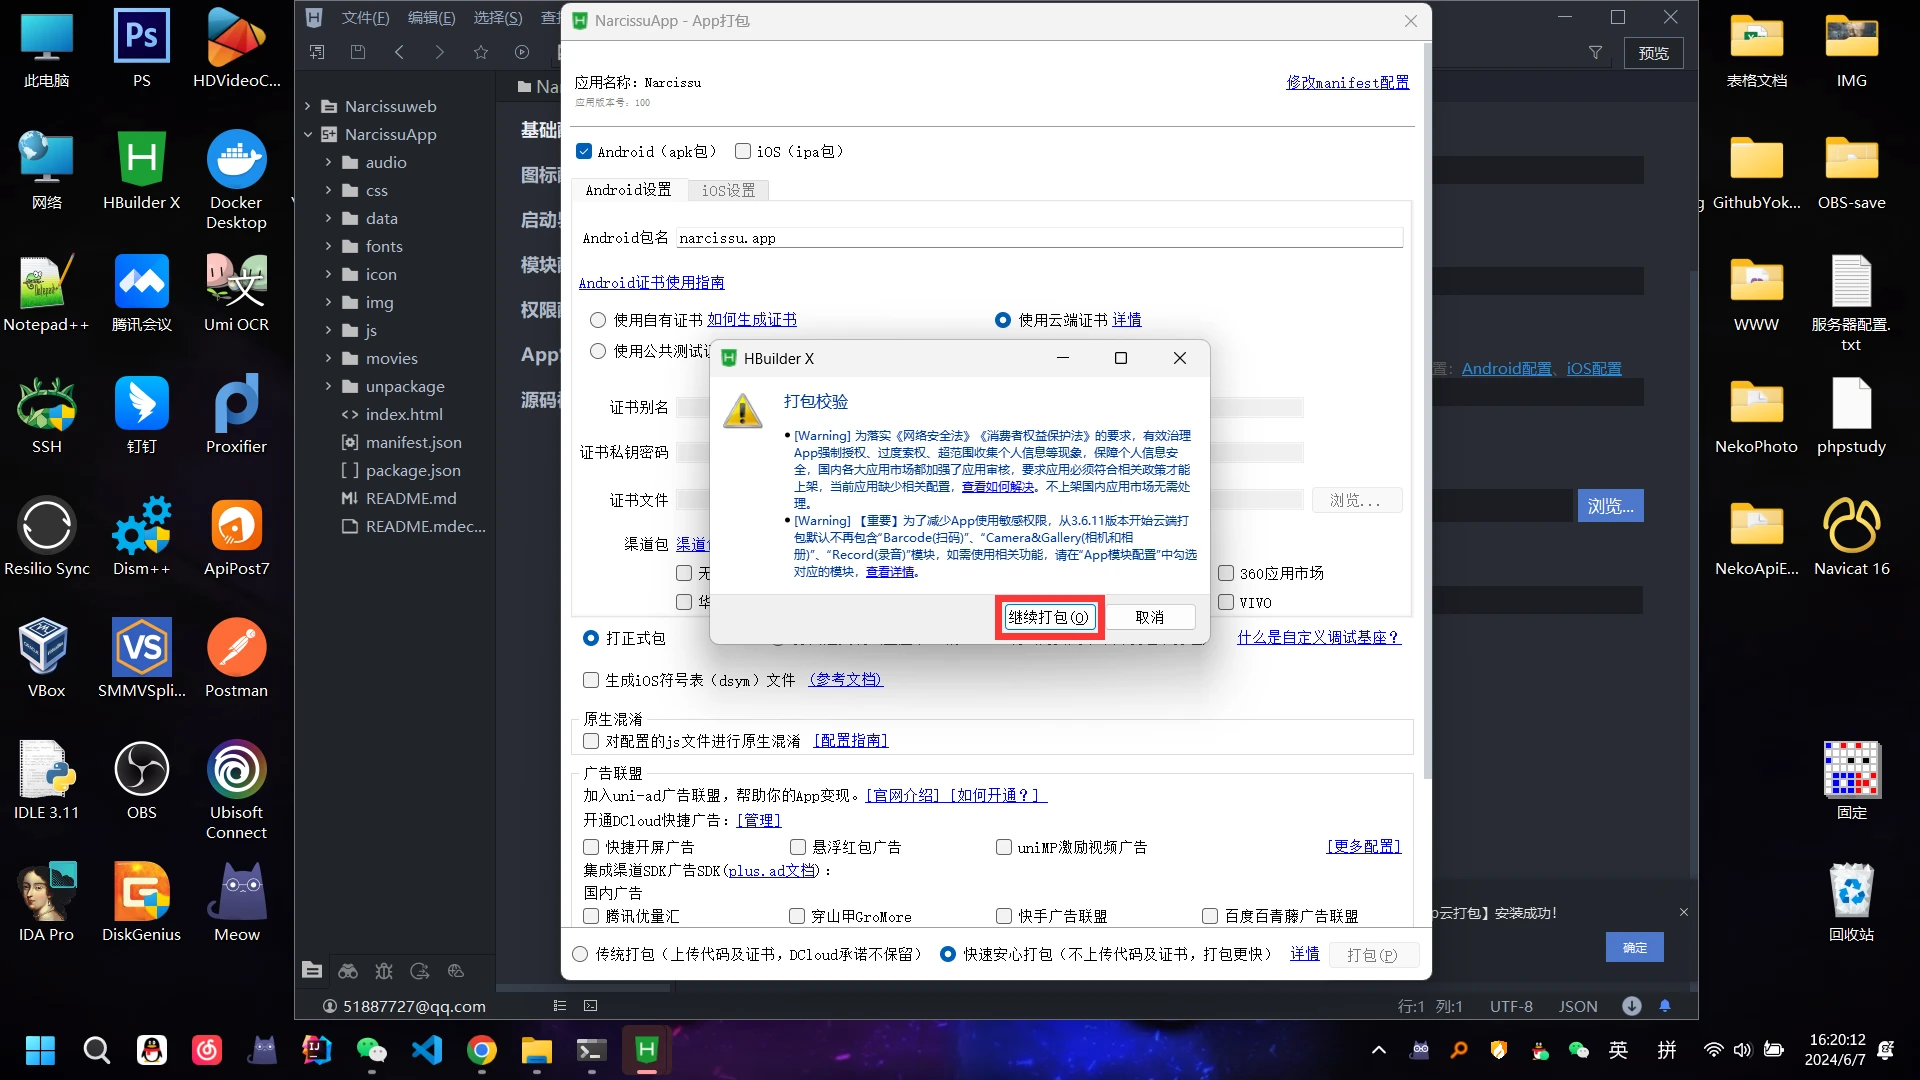 此电脑
PS
HDVideoC...
网络
HBuilder X
Docker
Desktop
Notepad++
腾讯会议
Umi OCR
SSH
钉钉
Proxifier
Resilio Sync
Dism++
ApiPost7
VBox
SMMVSpli...
Postman
IDLE 3.11
OBS
Ubisoft
Connect
IDA Pro
DiskGenius
Meow
文件(F) 编辑(E) 选择(S)
预览
Narcissuweb
NarcissuApp
audio
css
data
fonts
icon
img
js
movies
unpackage
index.html
manifest.json
package.json
README.md
README.mdec...
51887727@qq.com
NarcissuApp - App打包
应用名称：Narcissu
修改manifest配置
应用版本号：100
Android（apk包） iOS（ipa包）
Android设置 iOS设置
Android包名 narcissu.app
Android证书使用指南
使用自有证书 如何生成证书 使用云端证书 详情
使用公共测试
证书别名
证书私钥密码
证书文件 浏览...
渠道包
360应用市场
VIVO
HBuilder X
打包校验
[Warning] 为落实《网络安全法》《消费者权益保护法》的要求，有效治理
App强制授权、过度索权、超范围收集个人信息等现象，保障个人信息安
全，国内各大应用市场都加强了应用审核，要求应用必须符合相关政策才能
上架，当前应用缺少相关配置，查看如何解决。不上架国内应用市场无需处
理。
[Warning] 【重要】为了减少App使用敏感权限，从3.6.11版本开始云端打
包默认不再包含“Barcode(扫码)”、“Camera&Gallery(相机和相
册)”、“Record(录音)”模块，如需使用相关功能，请在“App模块配置”中勾选
对应的模块，查看详情。
继续打包(O) 取消
打正式包
什么是自定义调试基座？
生成iOS符号表（dsym）文件 (参考文档)
原生混淆
对配置的js文件进行原生混淆 [配置指南]
广告联盟
加入uni-ad广告联盟，帮助你的App变现。[官网介绍] [如何开通？]
开通DCloud快捷广告：[管理]
快捷开屏广告 悬浮红包广告 uniMP激励视频广告 [更多配置]
集成渠道SDK广告SDK(plus.ad文档)：
国内广告
腾讯优量汇 穿山甲GroMore 快手广告联盟 百度百青藤广告联盟
传统打包（上传代码及证书，DCloud承诺不保留） 快速安心打包（不上传代码及证书，打包更快） 详情 打包(P)
Android配置、iOS配置
浏览...
云打包】安装成功!
确定
行:1 列:1 UTF-8 JSON
表格文档
IMG
GithubYok...
OBS-save
WWW
服务器配置.
txt
NekoPhoto
phpstudy
NekoApiE...
Navicat 16
固定
回收站
英 拼
16:20:12
2024/6/7